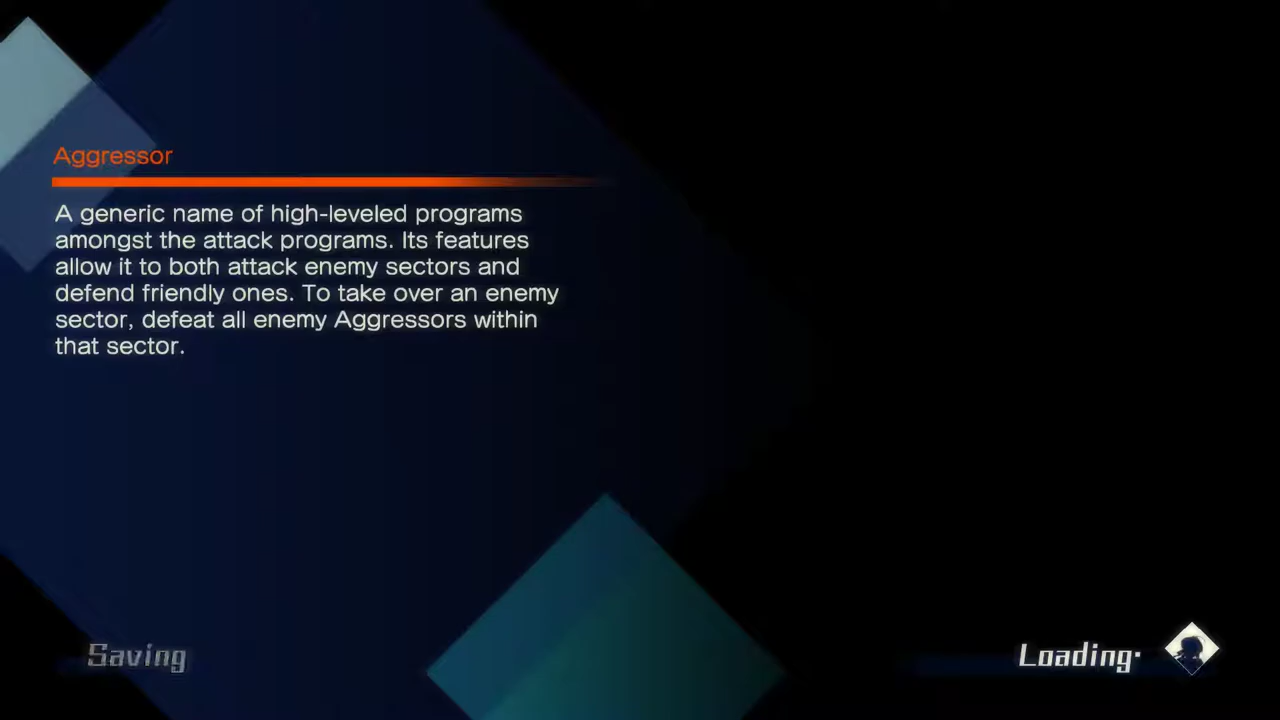 Aggressor
A generic name of high-leveled programs
amongst the attack programs. Its features
allow it to both attack enemy sectors and
defend friendly ones. To take over an enemy
sector, defeat all enemy Aggressors within
that sector.
Saving
Loading·